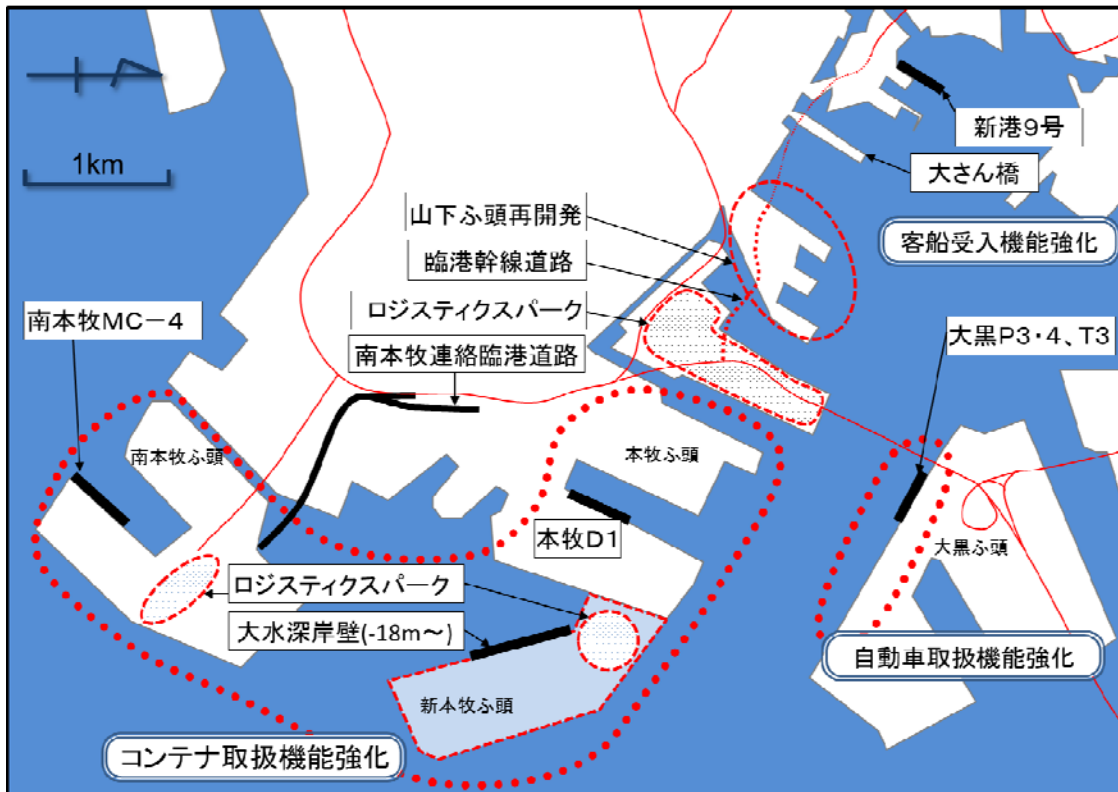 新港9号
1km
大さん橋
山下ふ頭再開発
客船受入機能強化
臨港幹線道路
ロジスティクスパーク
南本牧MC-4
大黒P3・4、T3
南本牧連絡臨港道路
南本牧ふ頭
本牧ふ頭
本牧D1
大黒ふ頭
ロジスティクスパーク
大水深岸壁(-18m~)
自動車取扱機能強化
新本牧ふ頭
コンテナ取扱機能強化